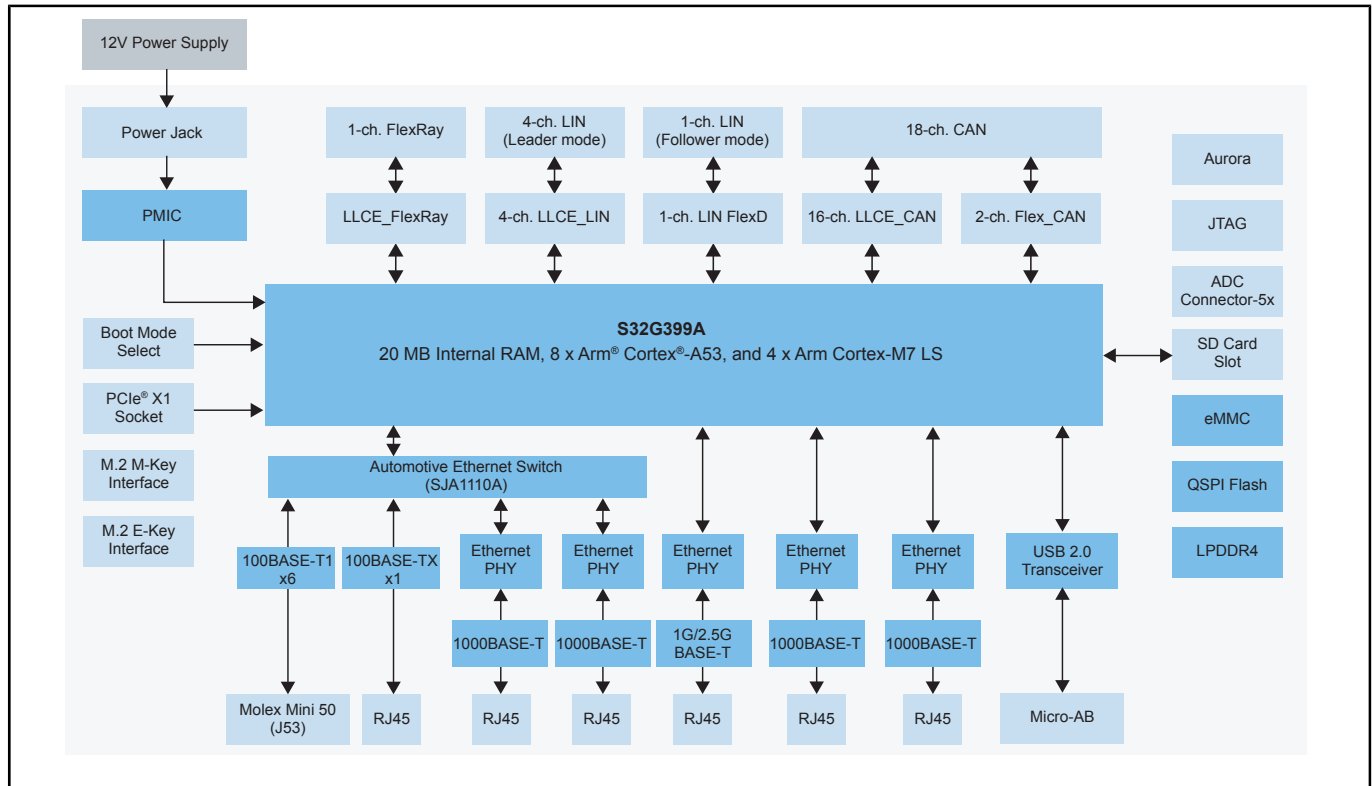 12V Power Supply
Power Jack
PMIC
1-ch. FlexRay
4-ch. LIN
(Leader mode)
1-ch. LIN
(Follower mode)
18-ch. CAN
LLCE_FlexRay
4-ch. LLCE_LIN
1-ch. LIN FlexD
16-ch. LLCE_CAN
2-ch. Flex_CAN
Aurora
JTAG
ADC
Connector-5x
SD Card
Slot
eMMC
QSPI Flash
LPDDR4
S32G399A
20 MB Internal RAM, 8 x Arm® Cortex®-A53, and 4 x Arm Cortex-M7 LS
Boot Mode
Select
PCIe® X1
Socket
M.2 M-Key
Interface
M.2 E-Key
Interface
Automotive Ethernet Switch
(SJA1110A)
100BASE-T1
x6
100BASE-TX
x1
Ethernet
PHY
Ethernet
PHY
Ethernet
PHY
Ethernet
PHY
Ethernet
PHY
USB 2.0
Transceiver
1000BASE-T
1000BASE-T
1G/2.5G
BASE-T
1000BASE-T
1000BASE-T
Molex Mini 50
(J53)
RJ45
RJ45
RJ45
RJ45
RJ45
RJ45
Micro-AB